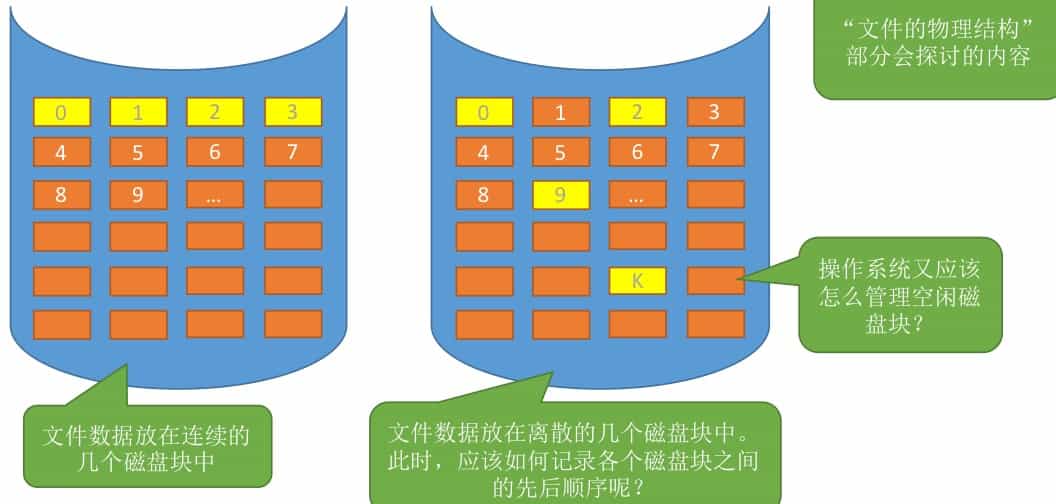 “文件的物理结构”
部分会探讨的内容
0 1 2 3
4 5 6 7
8 9 ...
0 1 2 3
4 5 6 7
8 9 ...
K
操作系统又应该
怎么管理空闲磁
盘块？
文件数据放在连续的
几个磁盘块中
文件数据放在离散的几个磁盘块中。
此时，应该如何记录各个磁盘块之间
的先后顺序呢？